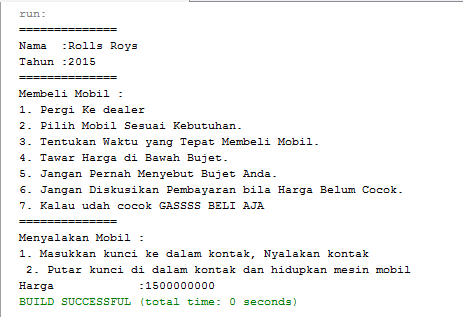 run:
==============
Nama  :Rolls Roys
Tahun :2015
==============
Membeli Mobil :
1. Pergi Ke dealer
2. Pilih Mobil Sesuai Kebutuhan.
3. Tentukan Waktu yang Tepat Membeli Mobil.
4. Tawar Harga di Bawah Bujet.
5. Jangan Pernah Menyebut Bujet Anda.
6. Jangan Diskusikan Pembayaran bila Harga Belum Cocok.
7. Kalau udah cocok GASSSS BELI AJA
==============
Menyalakan Mobil :
1. Masukkan kunci ke dalam kontak, Nyalakan kontak
 2. Putar kunci di dalam kontak dan hidupkan mesin mobil
Harga            :1500000000
BUILD SUCCESSFUL (total time: 0 seconds)